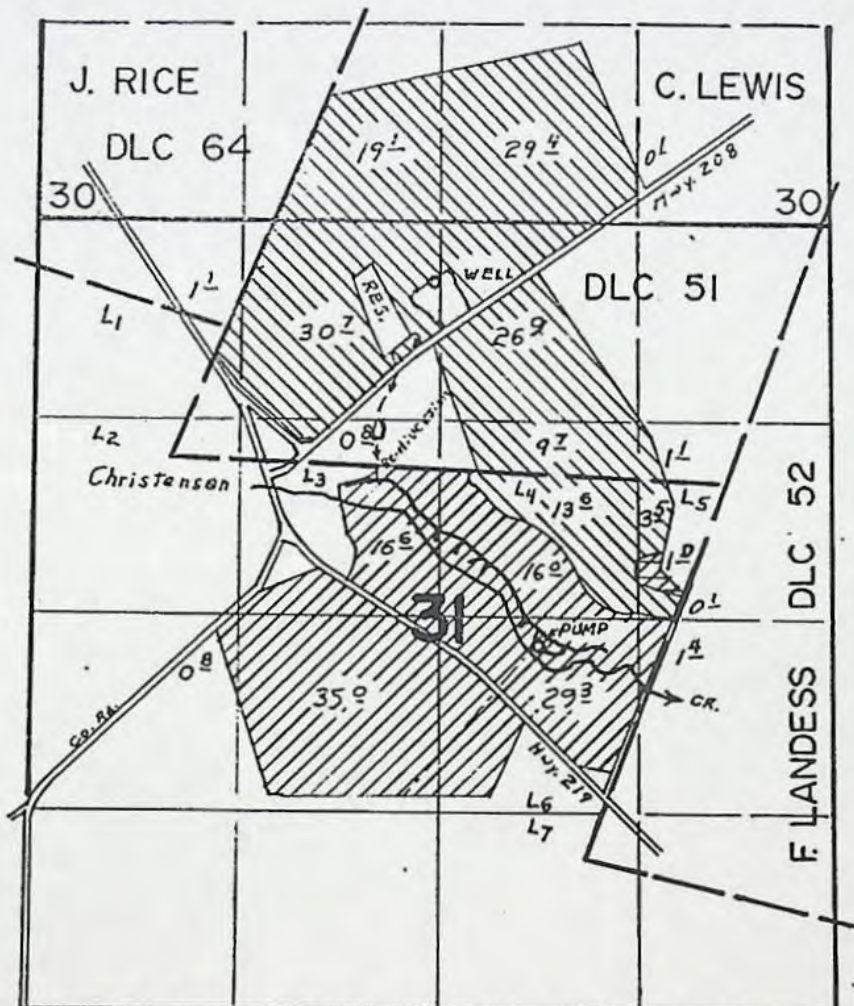 J. RICE
C. LEWIS
DLC 64
19 1
29 4
0 1
HWY. 208
30
30
1 1
WELL
DLC 51
RES.
L1
30 7
26 9
L2
0 8
9 7
1 1
Christenson
L3
L4
13 6
L5
3 5
16 6
16 0
1 0
0 1
31
PUMP
1 4
0 8
35 0
29 3
CR.
CO. RD.
HWY. 219
L6
L7
F. LANDESS DLC 52